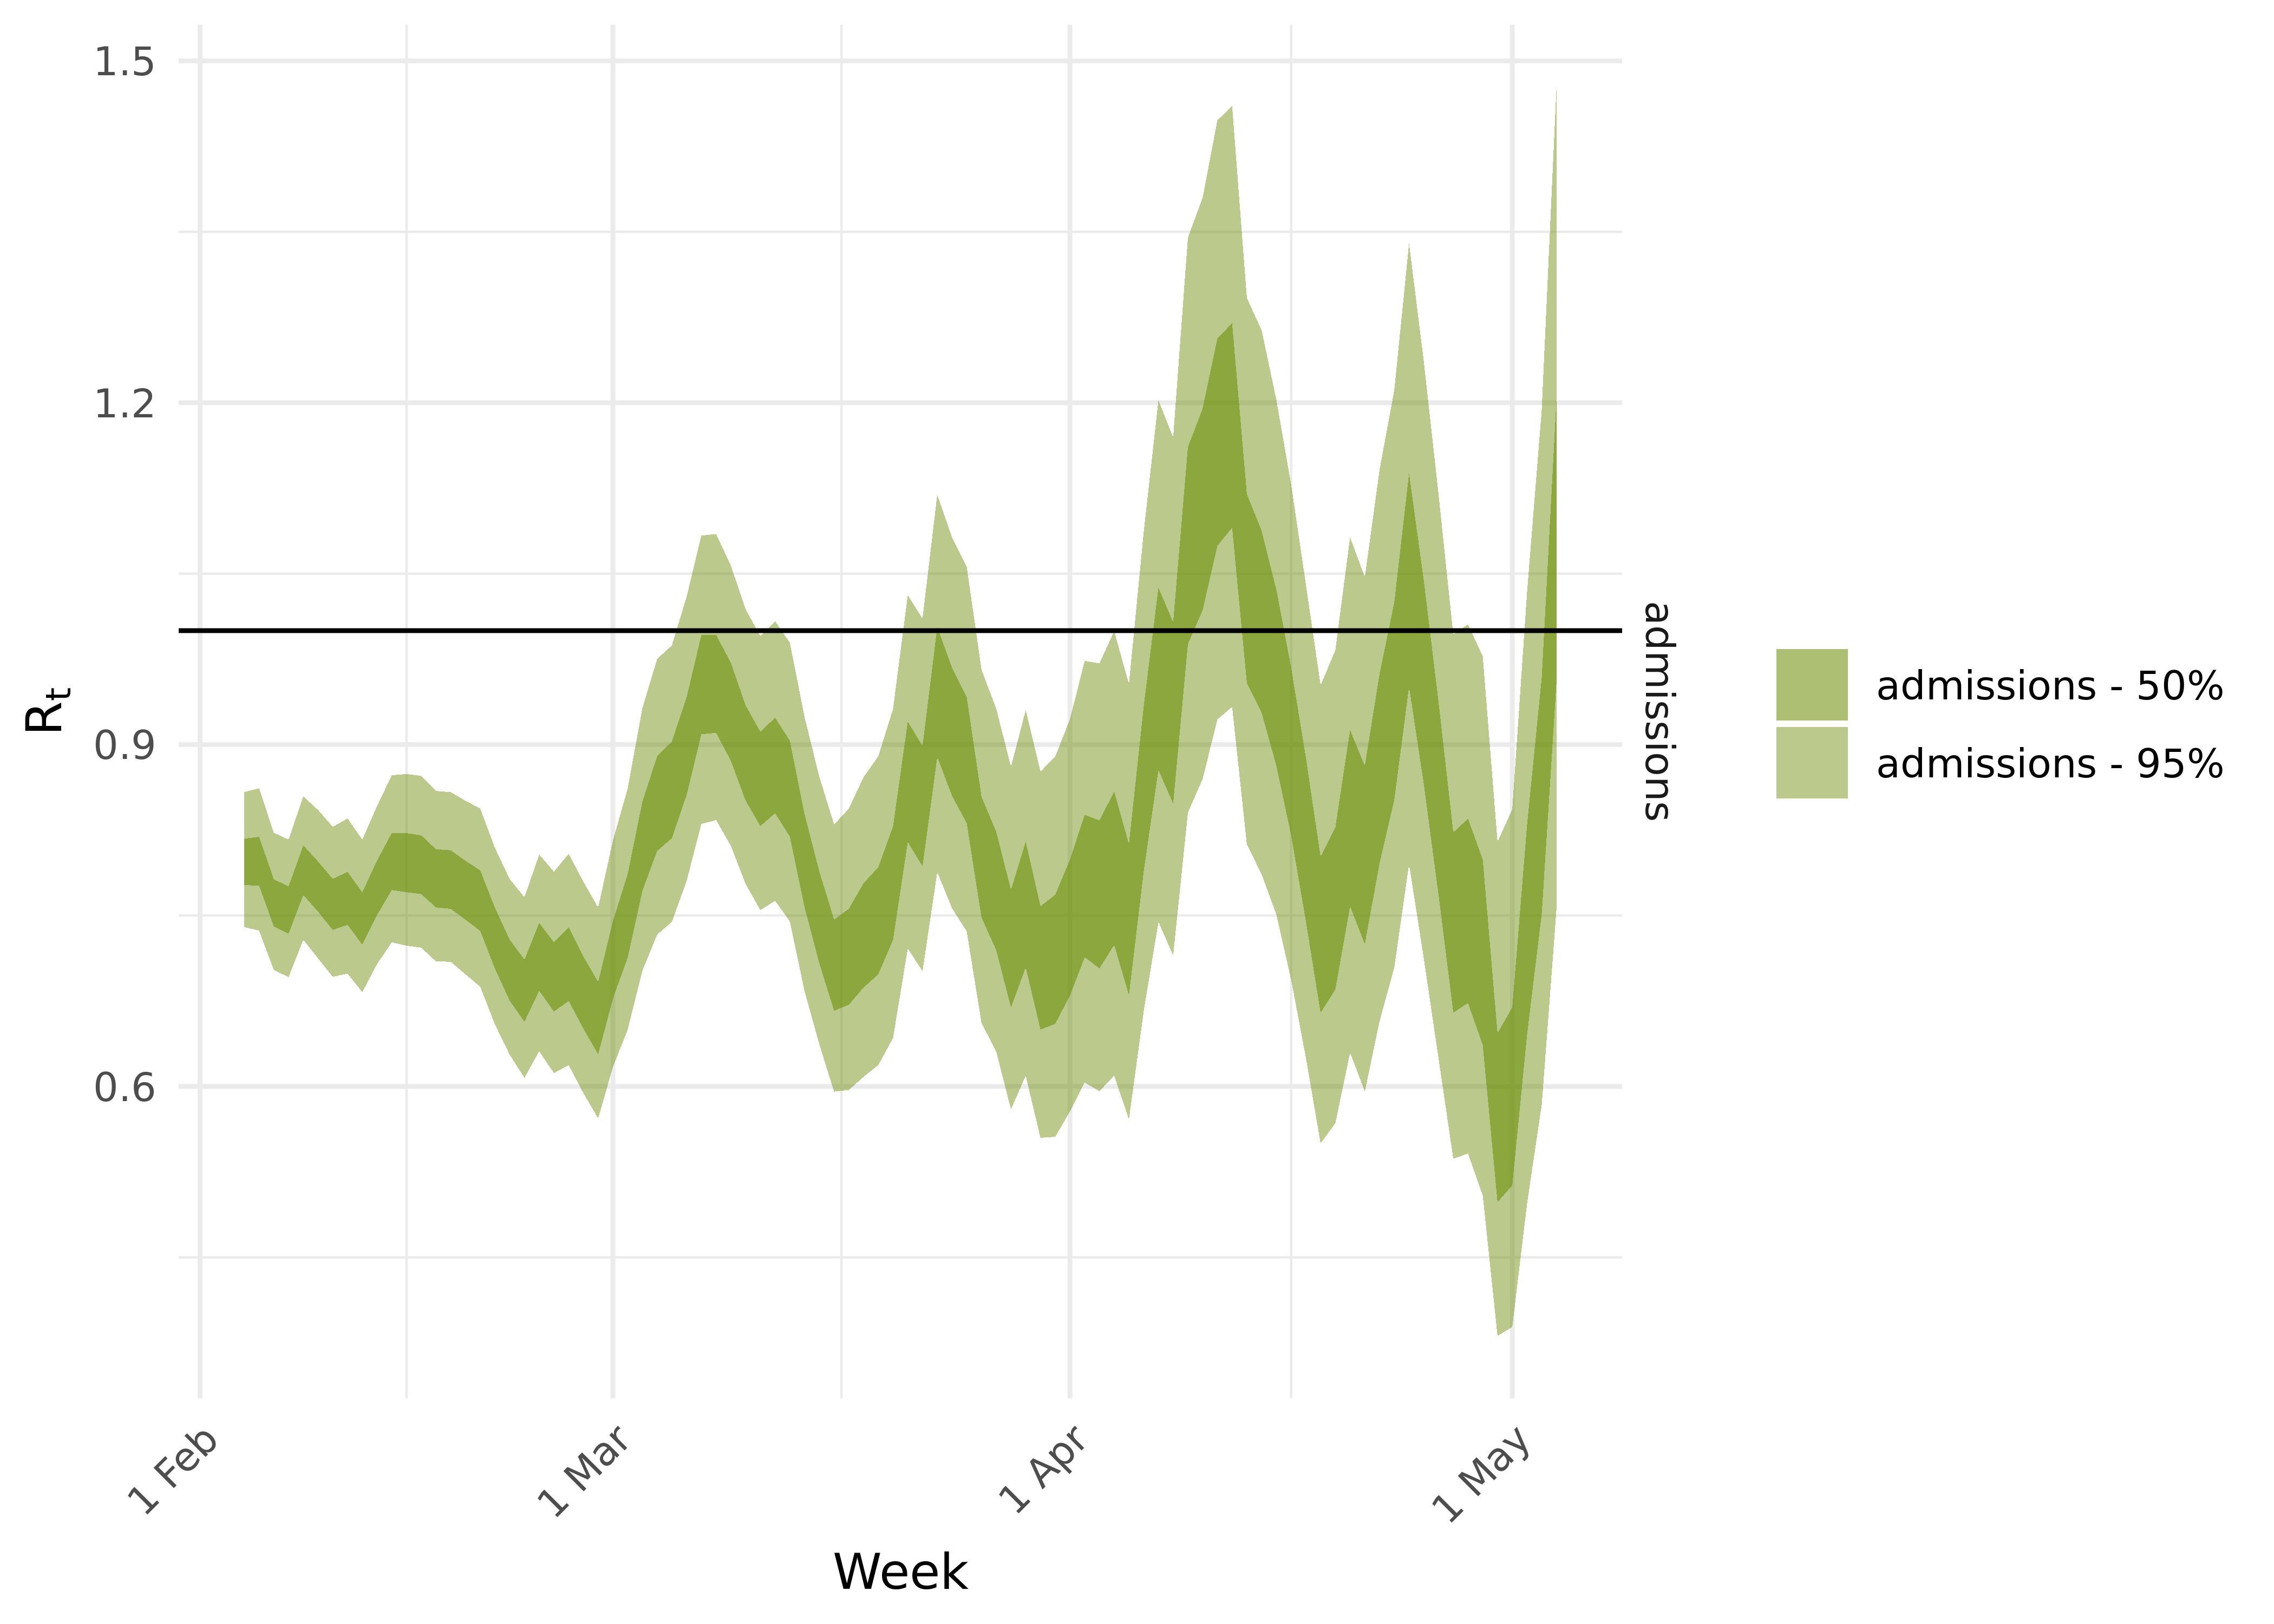 1.5
1.2
0.9
0.6
Rt
1 Feb
1 Mar
1 Apr
1 May
Week
admissions
admissions - 50%
admissions - 95%